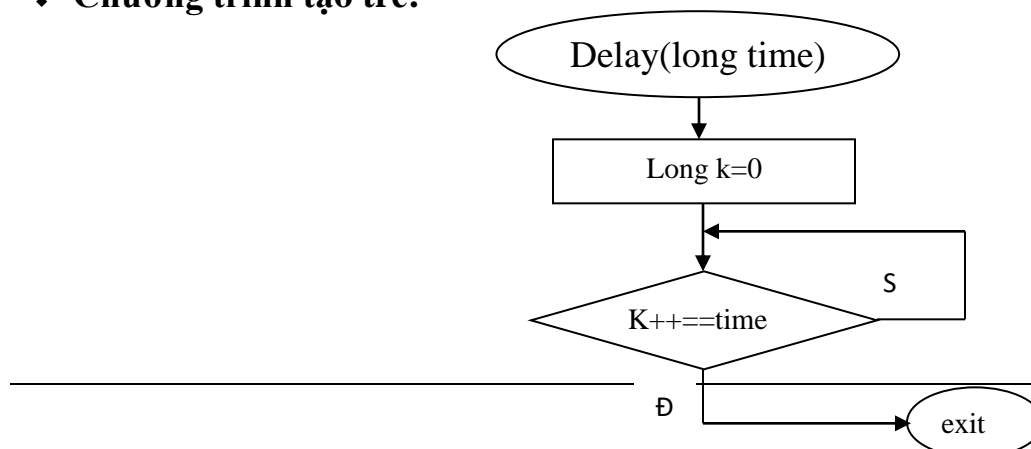 Chương trình tạo trễ:
Delay(long time)
Long k=0
S
K++==time
Đ
exit